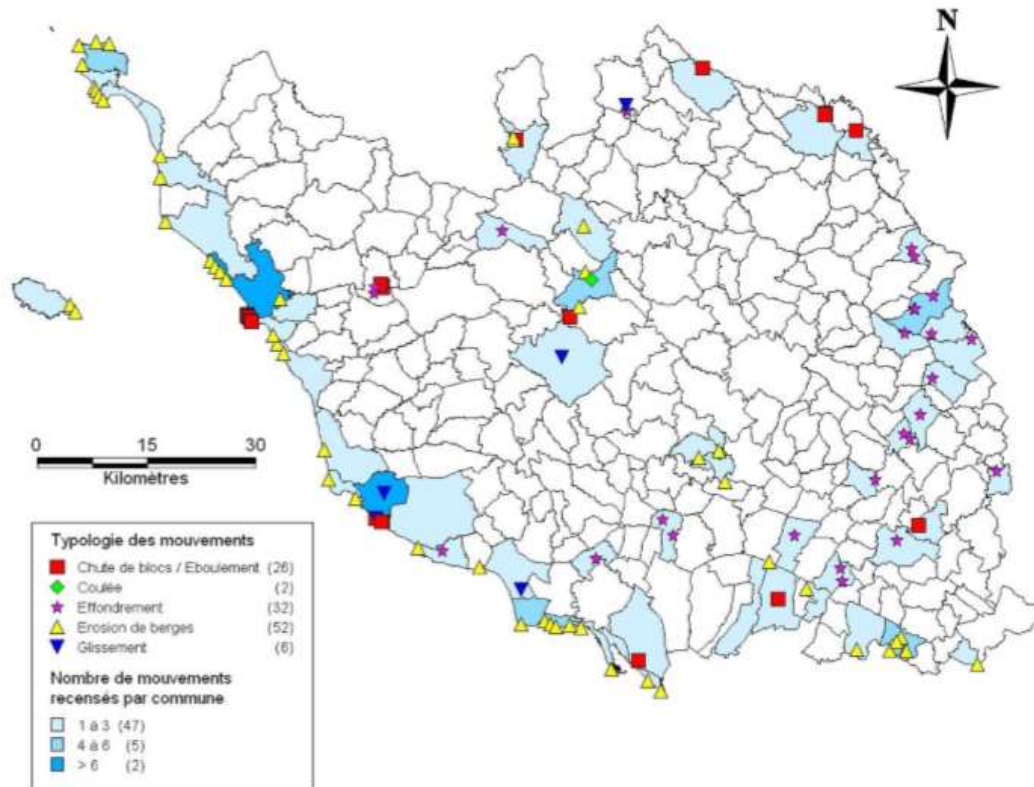 N
0 15 30
Kilomètres
Typologie des mouvements
Chute de blocs / Eboulement (26)
Coulée (2)
Effondrement (32)
Erosion de berges (52)
Glissement (6)
Nombre de mouvements
recensés par commune
1 à 3 (47)
4 à 6 (5)
> 6 (2)